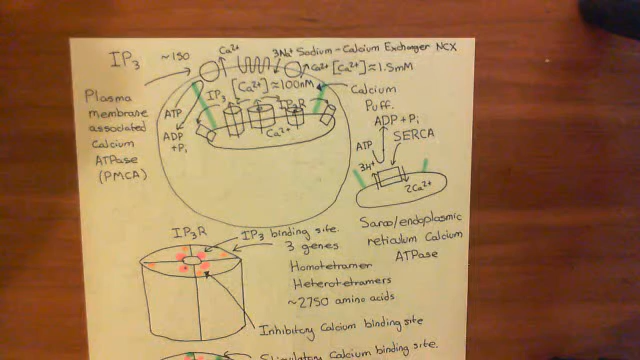 IP3
~150
Ca2+
3Na+ Sodium-Calcium Exchanger NCX
Ca2+ [Ca2+]≈1.5mM
Plasma
membrane
associated
Calcium
ATPase
(PMCA)
ATP
ADP
+ Pi
IP3 [Ca2+]≈100nM
IP3R
Ca2+
Calcium
Puff.
ADP + Pi
ATP
SERCA
3H+
2Ca2+
Sarco/endoplasmic
reticulum Calcium
ATPase
IP3R
IP3 binding site.
3 genes
Homotetramer
Heterotetramers
~2750 amino acids
Inhibitory Calcium binding site
Stimulatory Calcium binding site.